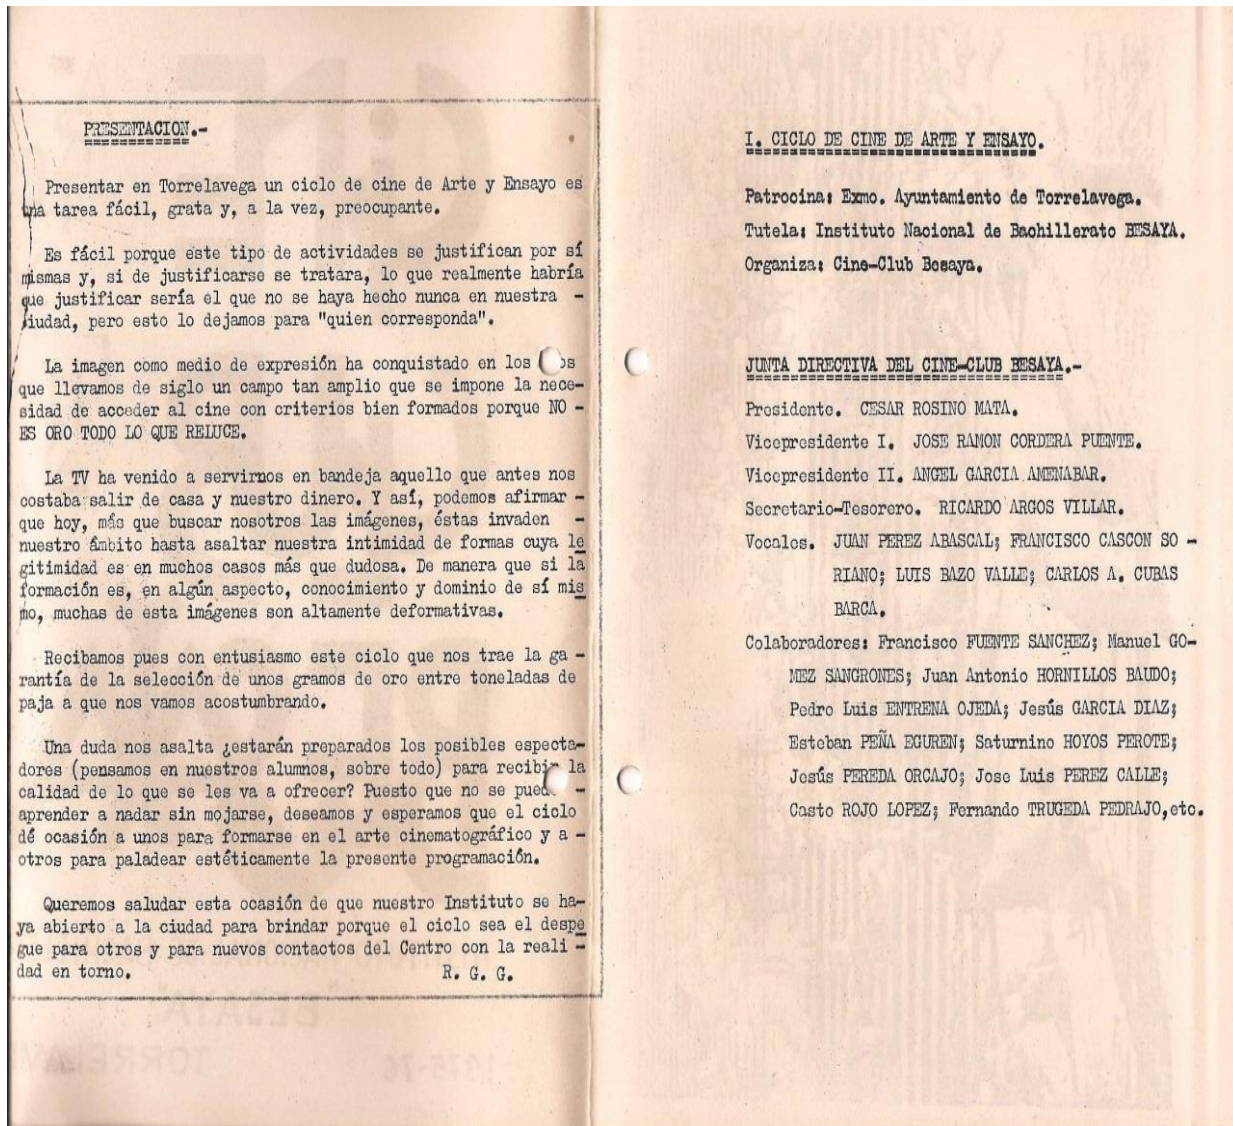 PRESENTACION.-
Presentar en Torrelavega un ciclo de cine de Arte y Ensayo es
una tarea fácil, grata y, a la vez, preocupante.
Es fácil porque este tipo de actividades se justifican por sí
mismas y, si de justificarse se tratara, lo que realmente habría
que justificar sería el que no se haya hecho nunca en nuestra -
ciudad, pero esto lo dejamos para "quien corresponda".
La imagen como medio de expresión ha conquistado en los
que llevamos de siglo un campo tan amplio que se impone la nece-
sidad de acceder al cine con criterios bien formados porque NO -
ES ORO TODO LO QUE RELUCE.
La TV ha venido a servirnos en bandeja aquello que antes nos
costaba salir de casa y nuestro dinero. Y así, podemos afirmar -
que hoy, más que buscar nosotros las imágenes, éstas invaden -
nuestro ámbito hasta asaltar nuestra intimidad de formas cuya le
gitimidad es en muchos casos más que dudosa. De manera que si la
formación es, en algún aspecto, conocimiento y dominio de sí mis
mo, muchas de esta imágenes son altamente deformativas.
Recibamos pues con entusiasmo este ciclo que nos trae la ga -
rantía de la selección de unos gramos de oro entre toneladas de
paja a que nos vamos acostumbrando.
Una duda nos asalta ¿estarán preparados los posibles especta-
dores (pensamos en nuestros alumnos, sobre todo) para recibir la
calidad de lo que se les va a ofrecer? Puesto que no se puede -
aprender a nadar sin mojarse, deseamos y esperamos que el ciclo
dé ocasión a unos para formarse en el arte cinematográfico y a -
otros para paladear estéticamente la presente programación.
Queremos saludar esta ocasión de que nuestro Instituto se ha-
ya abierto a la ciudad para brindar porque el ciclo sea el despe
gue para otros y para nuevos contactos del Centro con la reali -
dad en torno. R. G. G.
I. CICLO DE CINE DE ARTE Y ENSAYO.
Patrocina: Exmo. Ayuntamiento de Torrelavega.
Tutela: Instituto Nacional de Bachillerato BESAYA.
Organiza: Cine-Club Besaya.
JUNTA DIRECTIVA DEL CINE-CLUB BESAYA.-
Presidente. CESAR ROSINO MATA.
Vicepresidente I. JOSE RAMON CORDERA PUENTE.
Vicepresidente II. ANGEL GARCIA AMENABAR.
Secretario-Tesorero. RICARDO ARGOS VILLAR.
Vocales. JUAN PEREZ ABASCAL; FRANCISCO CASCON SO -
RIANO; LUIS BAZO VALLE; CARLOS A. CUBAS
BARCA.
Colaboradores: Francisco FUENTE SANCHEZ; Manuel GO-
MEZ SANGRONES; Juan Antonio HORNILLOS BAUDO;
Pedro Luis ENTRENA OJEDA; Jesús GARCIA DIAZ;
Esteban PEÑA EGUREN; Saturnino HOYOS PEROTE;
Jesús PEREDA ORCAJO; Jose Luis PEREZ CALLE;
Casto ROJO LOPEZ; Fernando TRUGEDA PEDRAJO,etc.